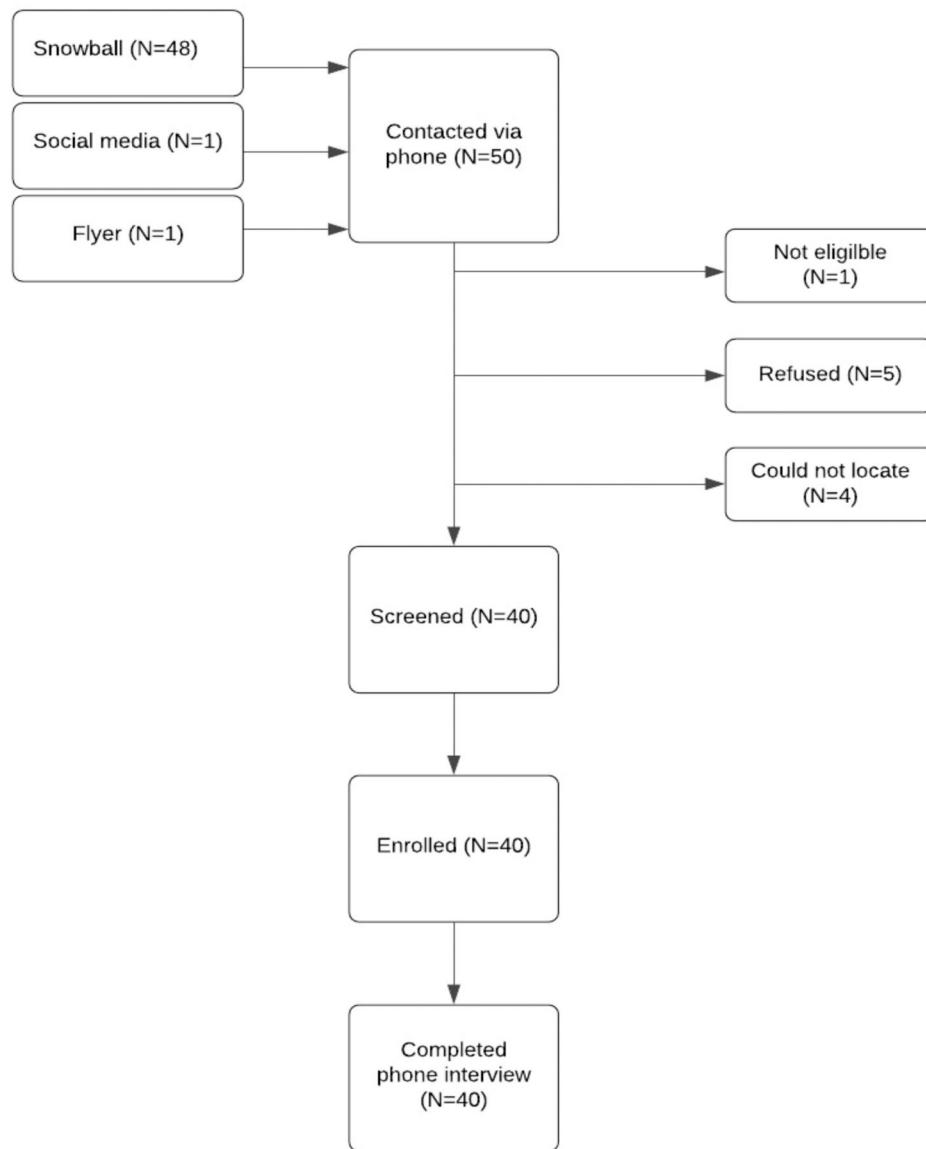 Snowball (N=48)
Social media (N=1)
Flyer (N=1)
Contacted via
phone (N=50)
Not eligilble
(N=1)
Refused (N=5)
Could not locate
(N=4)
Screened (N=40)
Enrolled (N=40)
Completed
phone interview
(N=40)